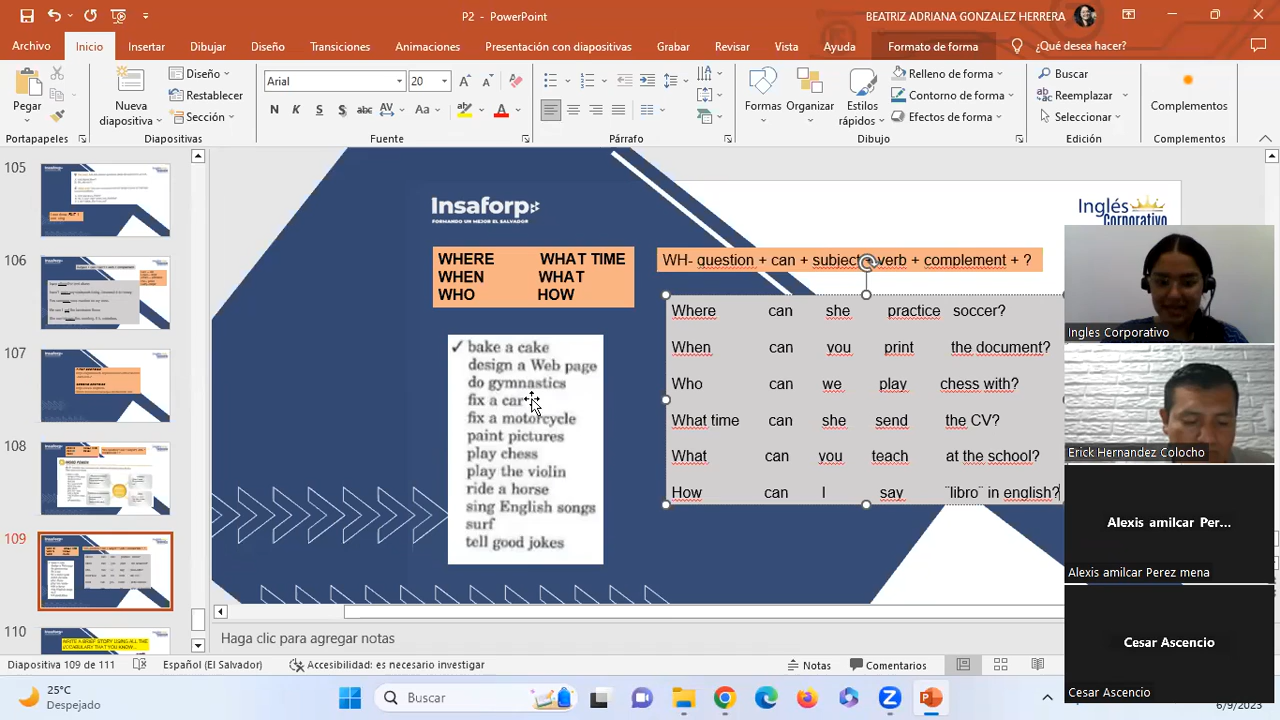 P2 - PowerPoint
BEATRIZ ADRIANA GONZALEZ HERRERA
Archivo Inicio Insertar Dibujar Diseño Transiciones Animaciones Presentación con diapositivas Grabar Revisar Vista Ayuda Formato de forma ¿Qué desea hacer?
Pegar
Portapapeles
Nueva diapositiva
Diseño
Restablecer
Sección
Diapositivas
Arial 20
N K S S abc AV Aa
Fuente
Párrafo
Formas
Organizar
Estilos rápidos
Relleno de forma
Contorno de forma
Efectos de forma
Dibujo
Buscar
Reemplazar
Seleccionar
Edición
Complementos
Complementos
105
106
107
108
109
110
Insaforp
FORMANDO UN MEJOR EL SALVADOR
Inglés
Corporativo
WHERE WHAT TIME
WHEN WHAT
WHO HOW
WH- question + can + subject verb + complement + ?
✓ bake a cake
design a Web page
do gymnastics
fix a car
fix a motorcycle
paint pictures
play chess
play the violin
ride a horse
sing English songs
surf
tell good jokes
Where can she practice soccer?
When can you print the document?
Who can we play chess with?
What time can she send the CV?
What can you teach at the school?
How can I say ¨libro¨ in english?
Ingles Corporativo
Erick Hernandez Colocho
Alexis amilcar Per...
Alexis amilcar Perez mena
Cesar Ascencio
Cesar Ascencio
Haga clic para agregar notas
Diapositiva 109 de 111 Español (El Salvador) Accesibilidad: es necesario investigar Notas Comentarios
25°C
Despejado
Buscar
6/9/2023